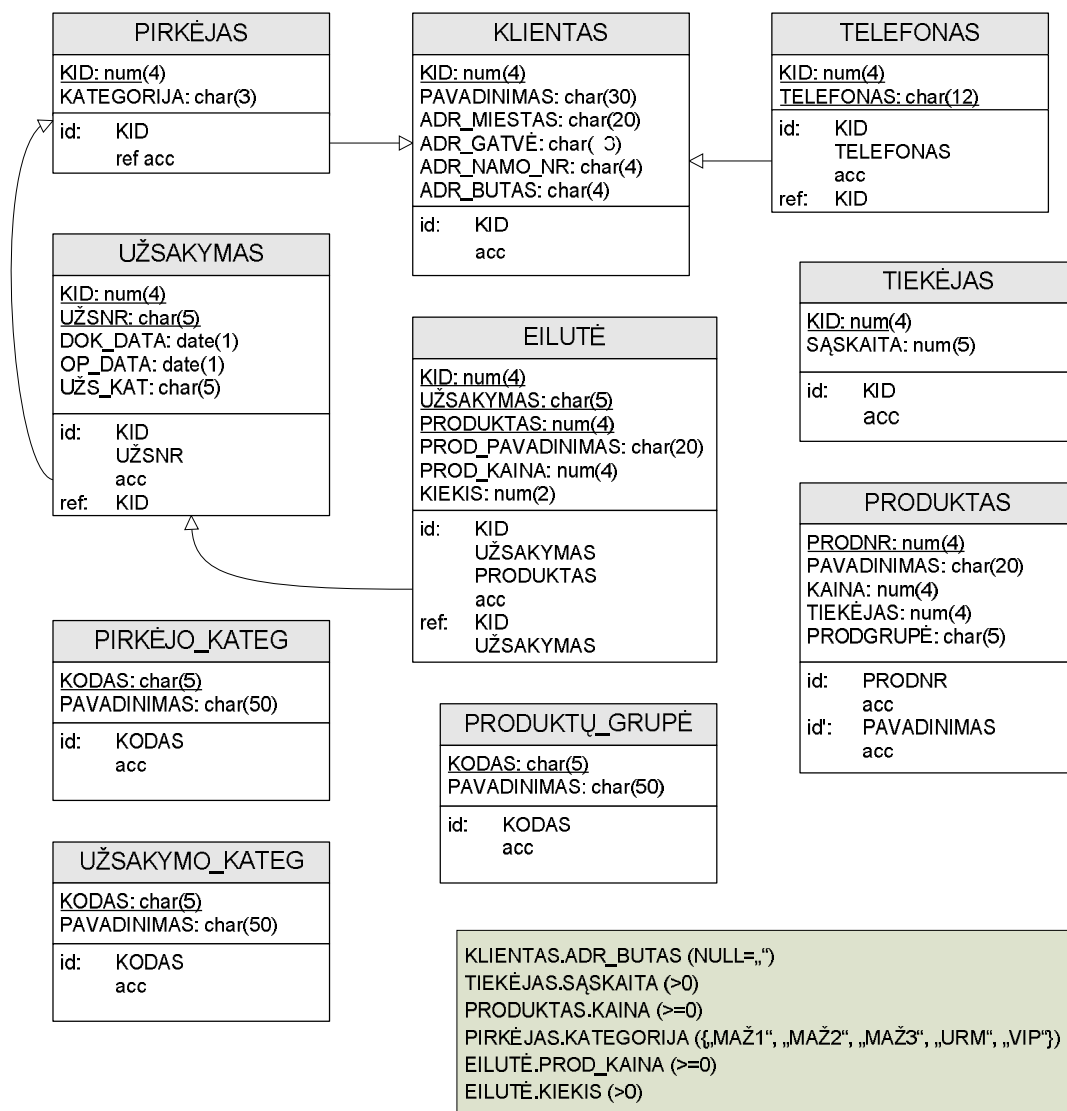 PIRKĖJAS
KID: num(4)
KATEGORIJA: char(3)
id: KID
ref acc
KLIENTAS
KID: num(4)
PAVADINIMAS: char(30)
ADR_MIESTAS: char(20)
ADR_GATVĖ: char(
ADR_NAMO_NR: char(4)
ADR_BUTAS: char(4)
id: KID
acc
TELEFONAS
KID: num(4)
TELEFONAS: char(12)
id: KID
TELEFONAS
acc
ref: KID
UŽSAKYMAS
KID: num(4)
UŽSNR: char(5)
DOK_DATA: date(1)
OP_DATA: date(1)
UŽS_KAT: char(5)
id: KID
UŽSNR
acc
ref: KID
EILUTĖ
KID: num(4)
UŽSAKYMAS: char(5)
PRODUKTAS: num(4)
PROD_PAVADINIMAS: char(20)
PROD_KAINA: num(4)
KIEKIS: num(2)
id: KID
UŽSAKYMAS
PRODUKTAS
acc
ref: KID
UŽSAKYMAS
TIEKĖJAS
KID: num(4)
SĄSKAITA: num(5)
id: KID
acc
PRODUKTAS
PRODNR: num(4)
PAVADINIMAS: char(20)
KAINA: num(4)
TIEKĖJAS: num(4)
PRODGRUPĖ: char(5)
id: PRODNR
acc
id': PAVADINIMAS
acc
PIRKĖJO_KATEG
KODAS: char(5)
PAVADINIMAS: char(50)
id: KODAS
acc
PRODUKTŲ_GRUPĖ
KODAS: char(5)
PAVADINIMAS: char(50)
id: KODAS
acc
UŽSAKYMO_KATEG
KODAS: char(5)
PAVADINIMAS: char(50)
id: KODAS
acc
KLIENTAS.ADR_BUTAS (NULL=„“)
TIEKĖJAS.SĄSKAITA (>0)
PRODUKTAS.KAINA (>=0)
PIRKĖJAS.KATEGORIJA ({„MAŽ1“, „MAŽ2“, „MAŽ3“, „URM“, „VIP“})
EILUTĖ.PROD_KAINA (>=0)
EILUTĖ.KIEKIS (>0)